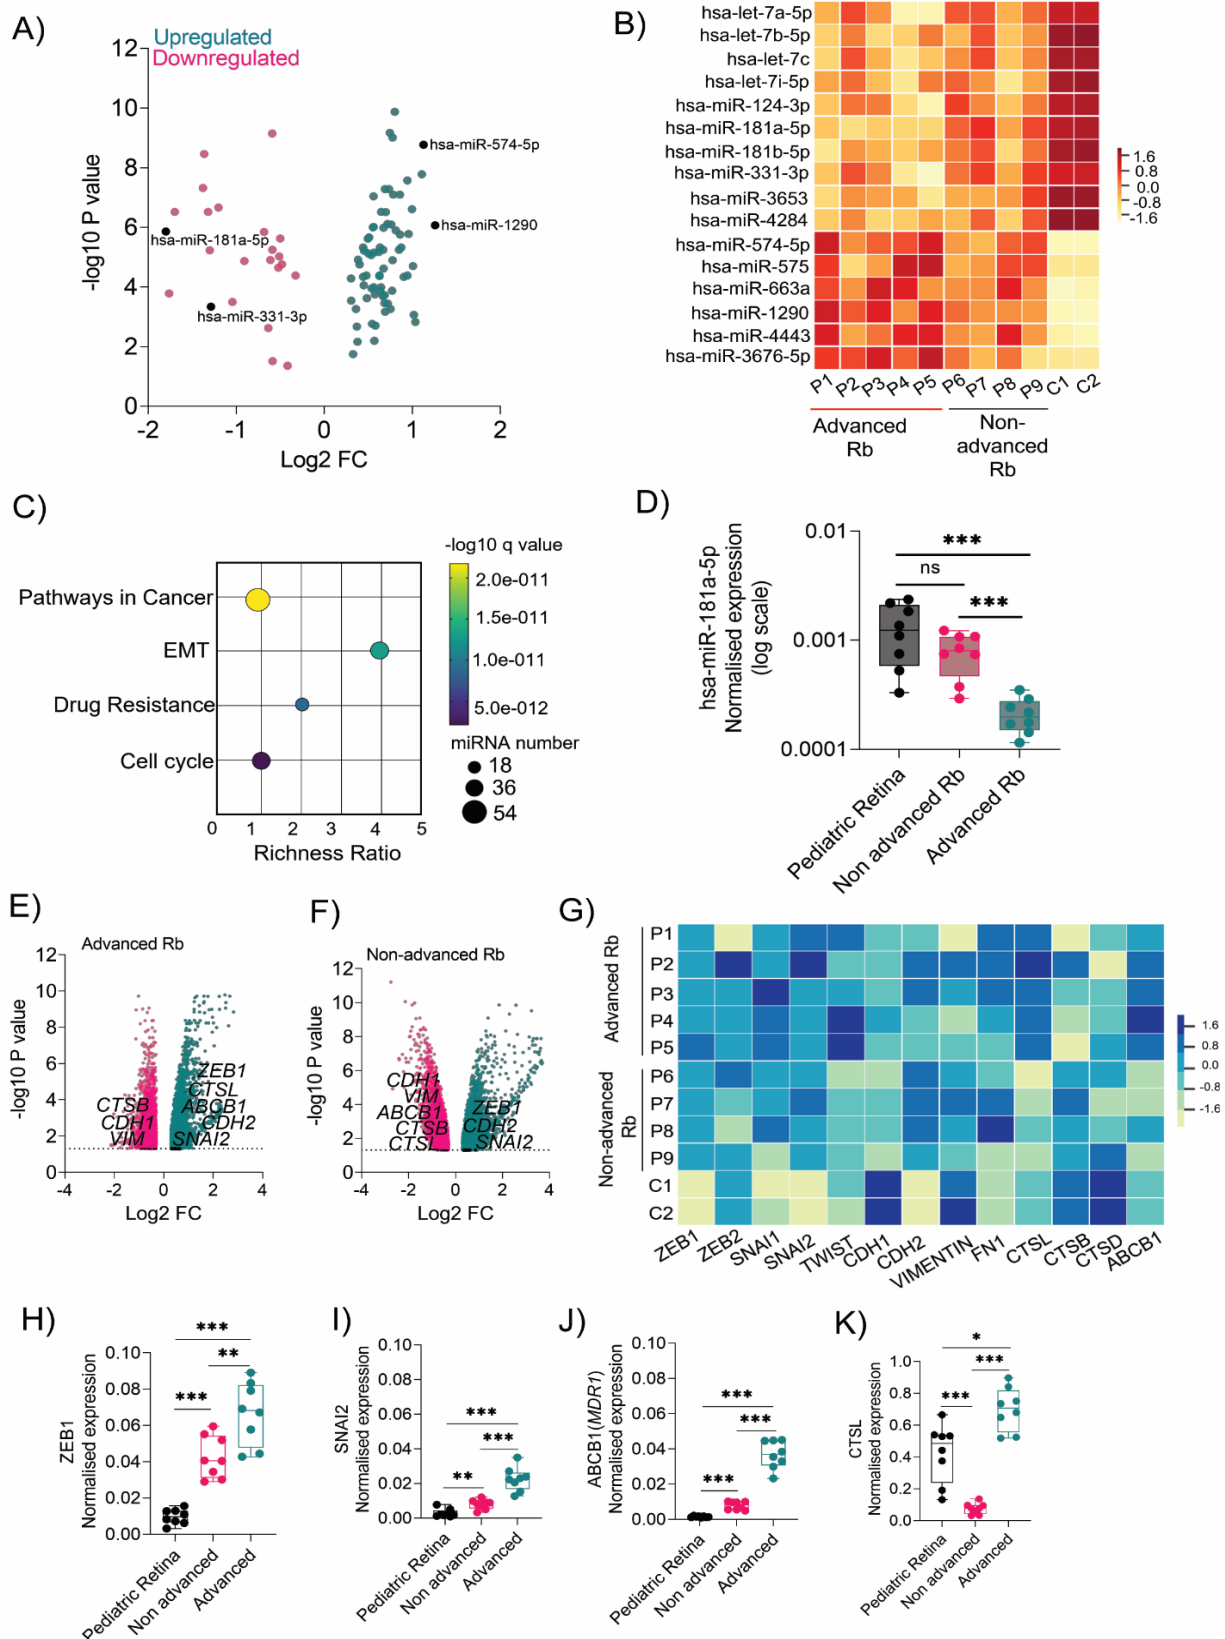 A)
Upregulated
Downregulated
12
10
8
6
4
2
0
-log10 P value
hsa-miR-574-5p
hsa-miR-1290
hsa-miR-181a-5p
hsa-miR-331-3p
-2 -1 0 1 2
Log2 FC
B)
hsa-let-7a-5p
hsa-let-7b-5p
hsa-let-7c
hsa-let-7i-5p
hsa-miR-124-3p
hsa-miR-181a-5p
hsa-miR-181b-5p
hsa-miR-331-3p
hsa-miR-3653
hsa-miR-4284
hsa-miR-574-5p
hsa-miR-575
hsa-miR-663a
hsa-miR-1290
hsa-miR-4443
hsa-miR-3676-5p
P1 P2 P3 P4 P5 P6 P7 P8 P9 C1 C2
Advanced
Rb
Non-
advanced
Rb
1.6
0.8
0.0
-0.8
-1.6
C)
Pathways in Cancer
EMT
Drug Resistance
Cell cycle
0 1 2 3 4 5
Richness Ratio
-log10 q value
2.0e-011
1.5e-011
1.0e-011
5.0e-012
miRNA number
18
36
54
D)
hsa-miR-181a-5p
Normalised expression
(log scale)
0.01
0.001
0.0001
***
ns
***
Pediatric Retina
Non advanced Rb
Advanced Rb
E)
Advanced Rb
12
10
8
6
4
2
0
-log10 P value
ZEB1
CTSL
CTSB
ABCB1
CDH1
CDH2
VIM
SNAI2
-4 -2 0 2 4
Log2 FC
F)
Non-advanced Rb
12
10
8
6
4
2
0
-log10 P value
CDH1
VIM
ABCB1
ZEB1
CTSB
CDH2
CTSL
SNAI2
-4 -2 0 2 4
Log2 FC
G)
Advanced Rb
Non-advanced
Rb
P1
P2
P3
P4
P5
P6
P7
P8
P9
C1
C2
ZEB1 ZEB2 SNAI1 SNAI2 TWIST CDH1 CDH2 VIMENTIN FN1 CTSL CTSB CTSD ABCB1
1.6
0.8
0.0
-0.8
-1.6
H)
ZEB1
Normalised expression
0.10
0.08
0.06
0.04
0.02
0.00
***
**
***
Pediatric Retina
Non advanced
Advanced
I)
SNAI2
Normalised expression
0.10
0.08
0.06
0.04
0.02
0.00
***
***
**
Pediatric Retina
Non advanced
Advanced
J)
ABCB1(MDR1)
Normalised expression
0.10
0.08
0.06
0.04
0.02
0.00
***
***
***
Pediatric Retina
Non advanced
Advanced
K)
CTSL
Normalised expression
1.0
0.8
0.6
0.4
0.2
0.0
*
***
***
Pediatric Retina
Non advanced
Advanced